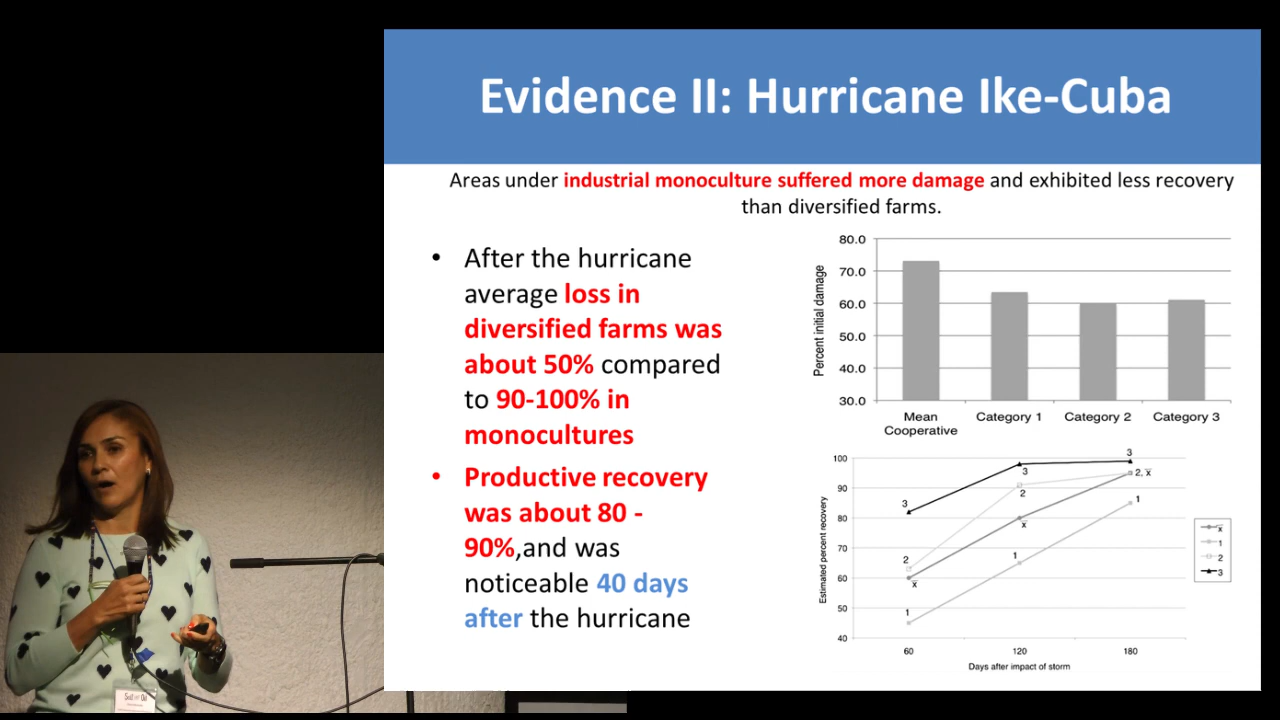 Evidence II: Hurricane Ike-Cuba
Areas under industrial monoculture suffered more damage and exhibited less recovery
than diversified farms.
• After the hurricane
average loss in
diversified farms was
about 50% compared
to 90-100% in
monocultures
• Productive recovery
was about 80 -
90%,and was
noticeable 40 days
after the hurricane
Percent initial damage
80.0
70.0
60.0
50.0
40.0
30.0
Mean
Cooperative
Category 1
Category 2
Category 3
Estimated percent recovery
100
90
80
70
60
50
40
3
3
3
2
2
2, x̅
x̅
x̅
1
1
1
60
120
180
Days after impact of storm
x̅
1
2
3